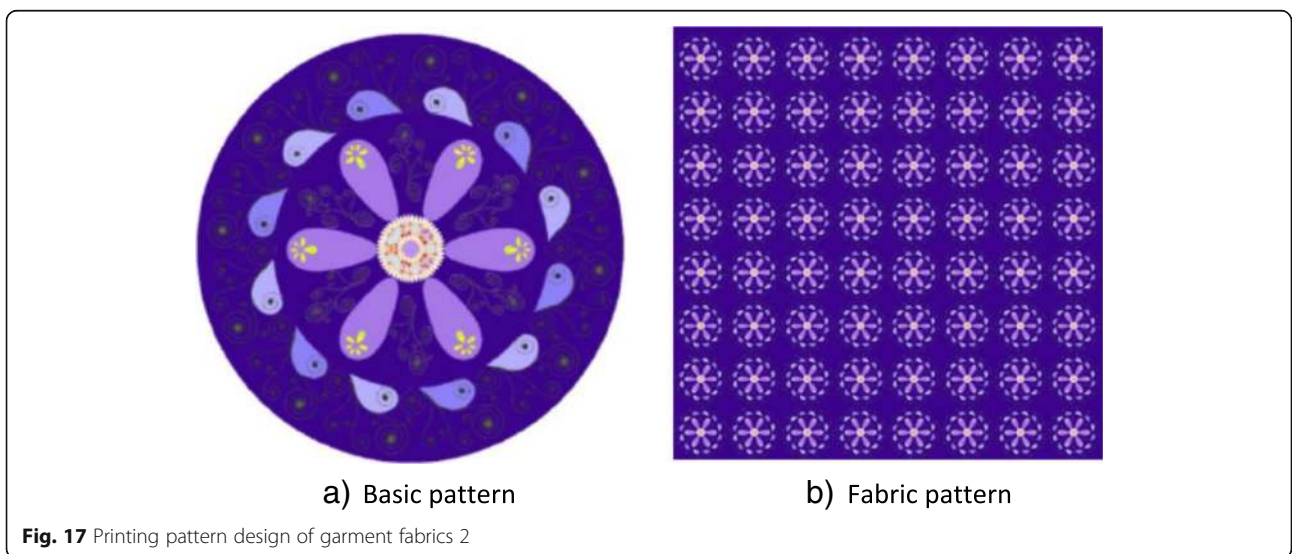 a) Basic pattern
b) Fabric pattern
Fig. 17 Printing pattern design of garment fabrics 2